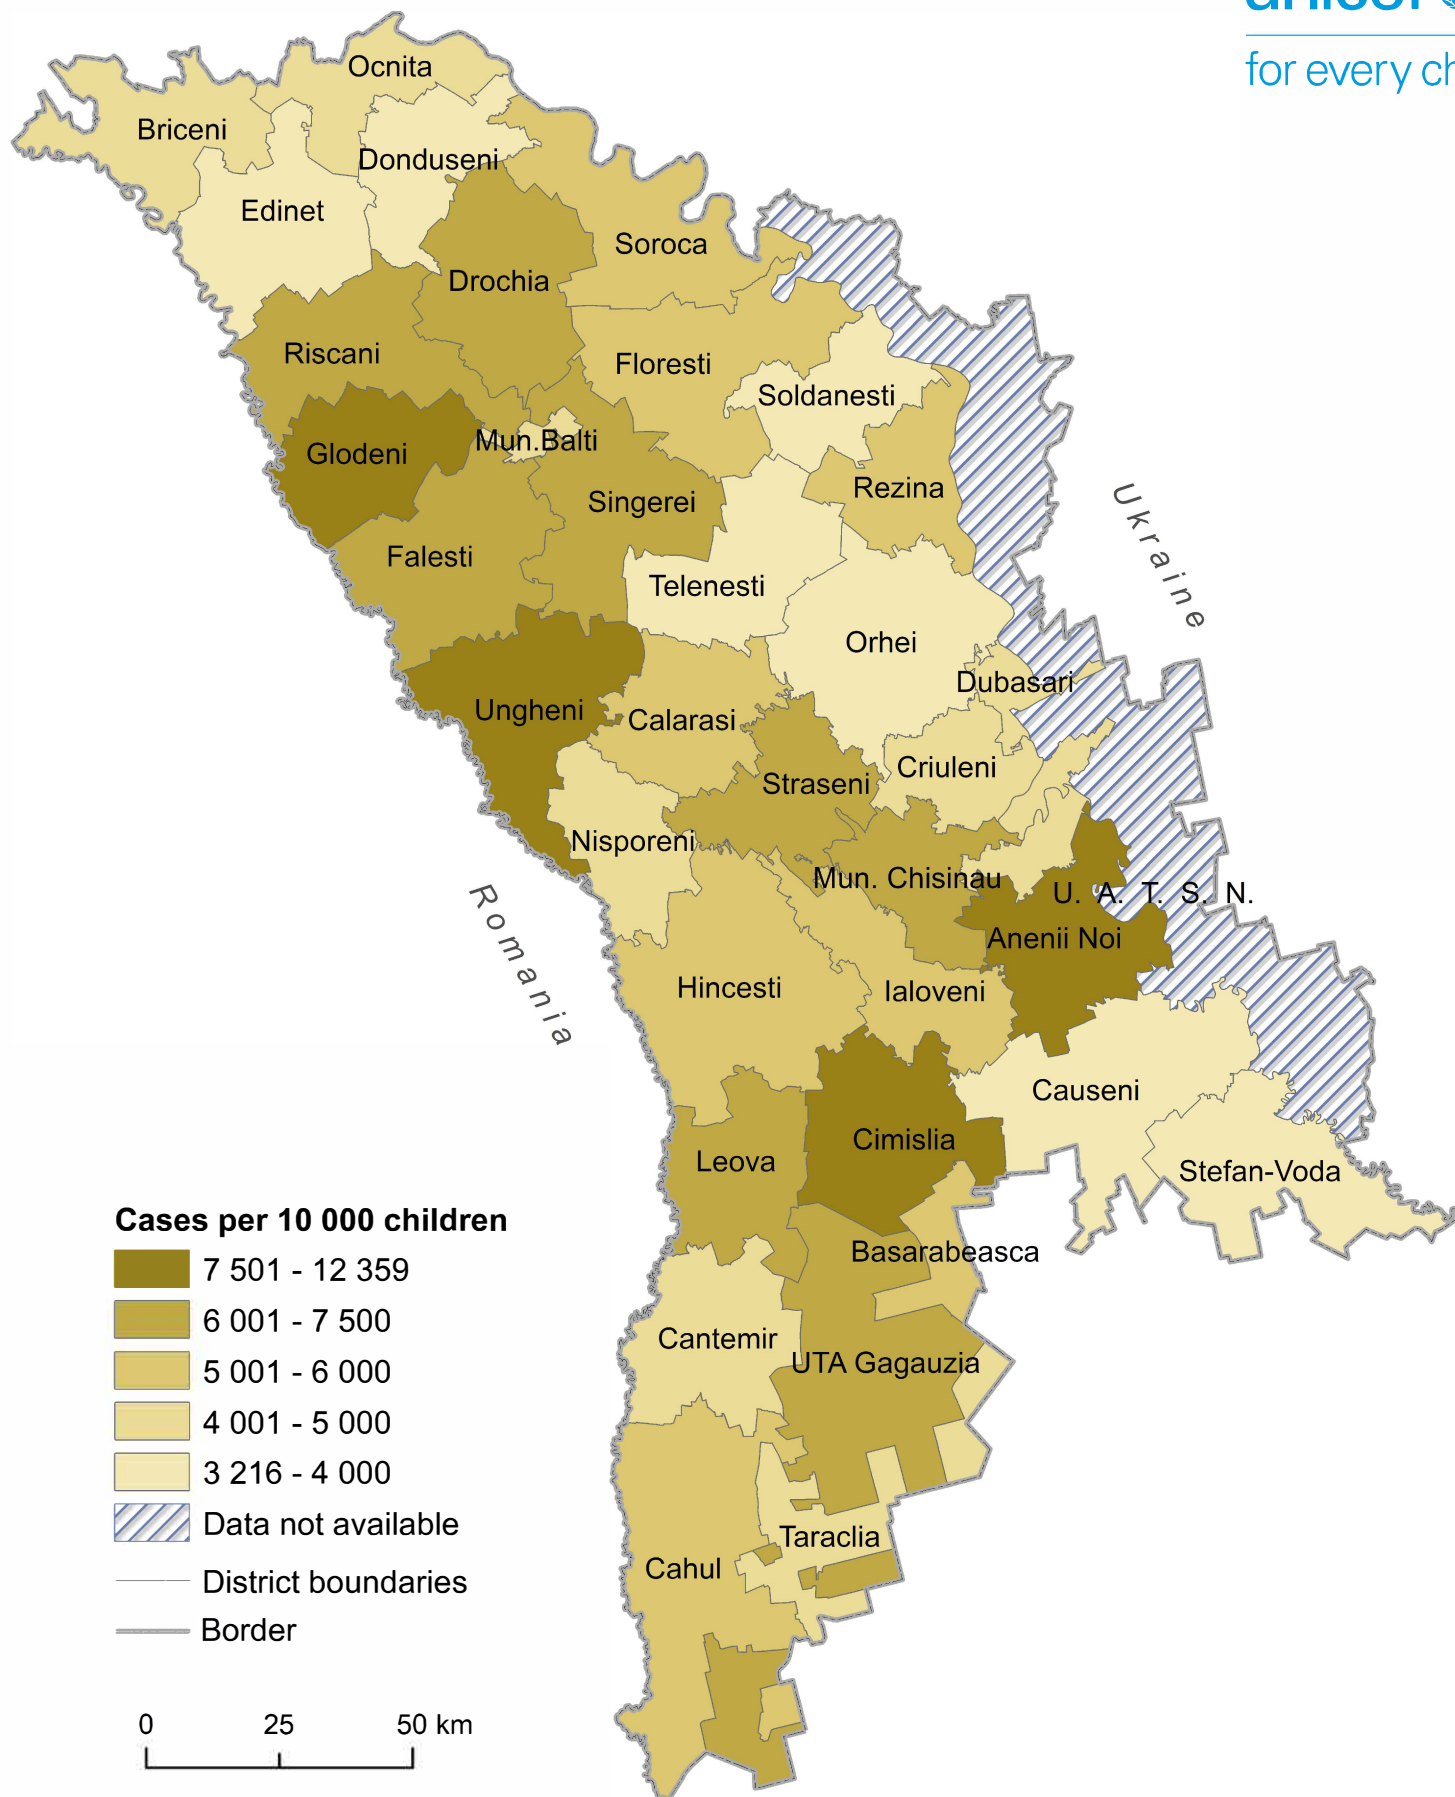 for every ch
Ocnita
Briceni
Donduseni
Edinet
Soroca
Drochia
Riscani
Floresti
Soldanesti
Glodeni
Mun.Balti
Singerei
Rezina
Ukraine
Falesti
Telenesti
Orhei
Dubasari
Ungheni
Calarasi
Criuleni
Straseni
Nisporeni
Mun. Chisinau
U. A. T. S. N.
Romania
Anenii Noi
Hincesti
Ialoveni
Causeni
Cimislia
Leova
Stefan-Voda
Basarabeasca
Cantemir
UTA Gagauzia
Taraclia
Cahul
Cases per 10 000 children
7 501 - 12 359
6 001 - 7 500
5 001 - 6 000
4 001 - 5 000
3 216 - 4 000
Data not available
District boundaries
Border
0 25 50 km